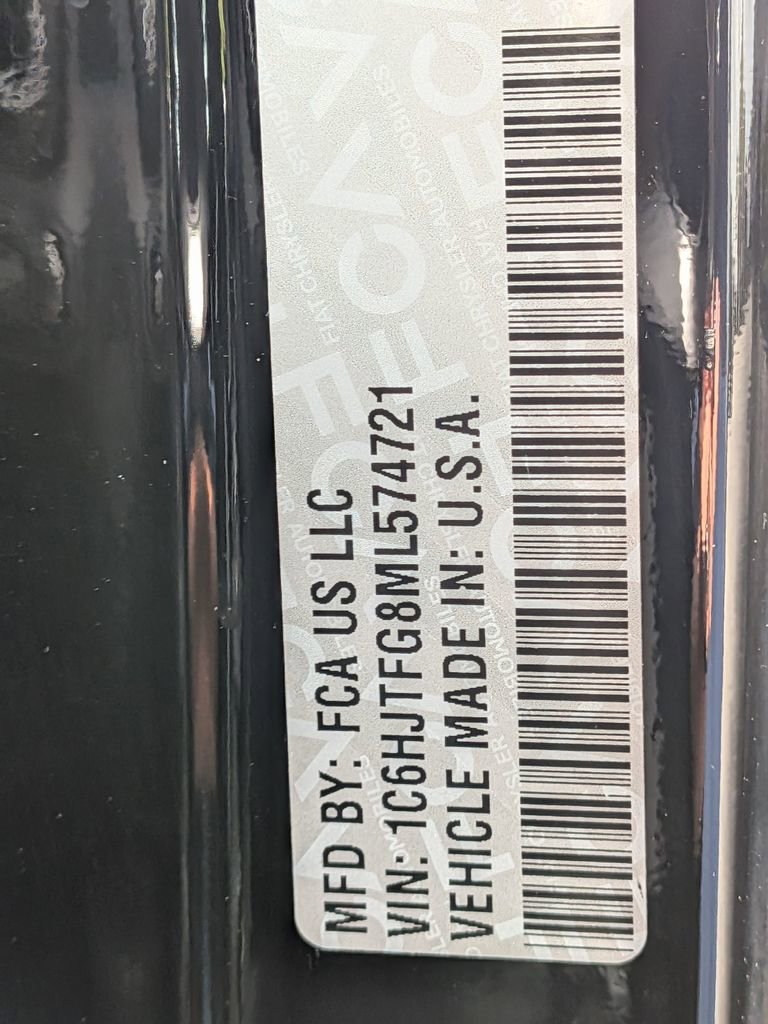 MFD BY: FCA US LLC
VIN: 1C6HJTFG8ML574721
VEHICLE MADE IN: U.S.A.